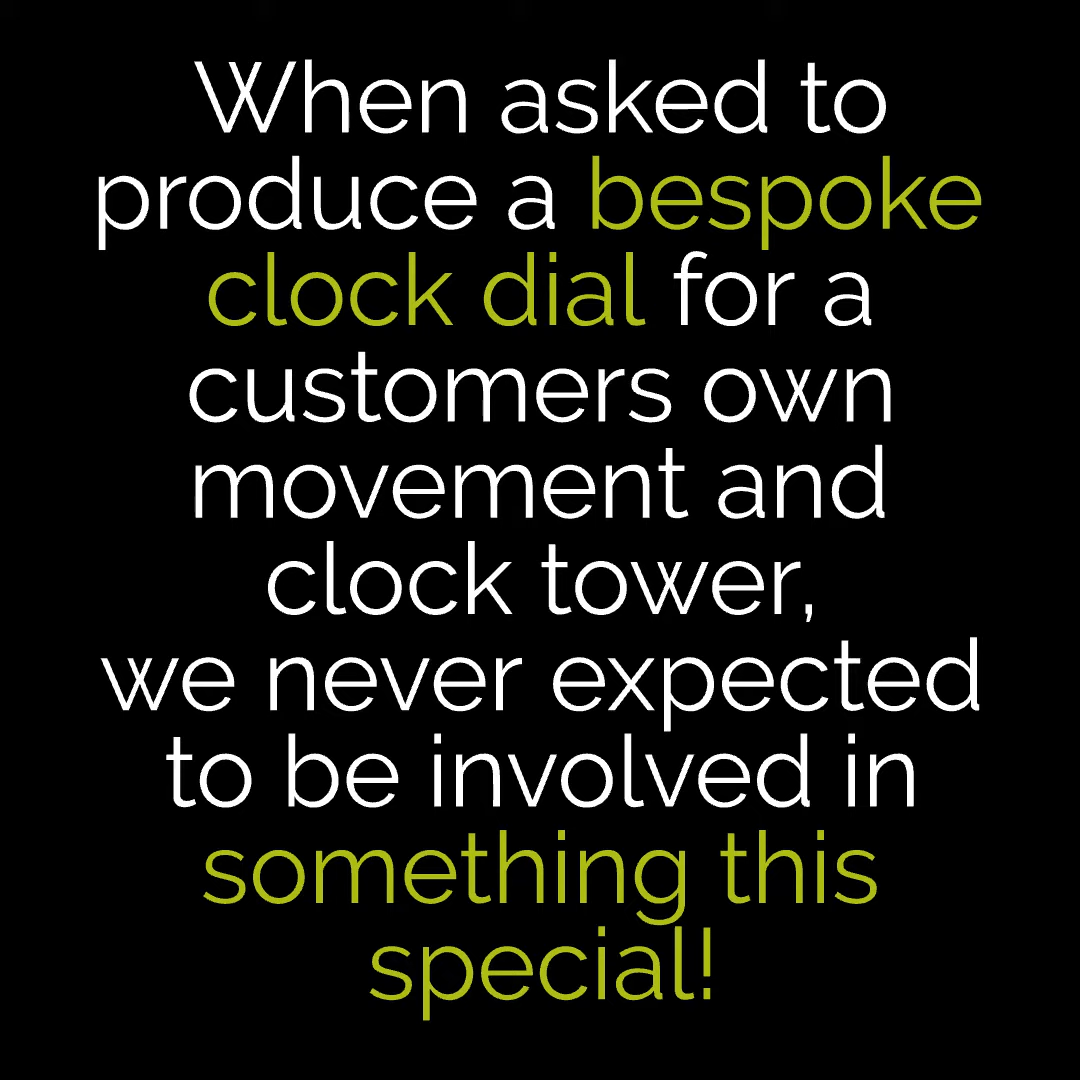 When asked to
produce a bespoke
clock dial for a
customers own
movement and
clock tower,
we never expected
to be involved in
something this
special!